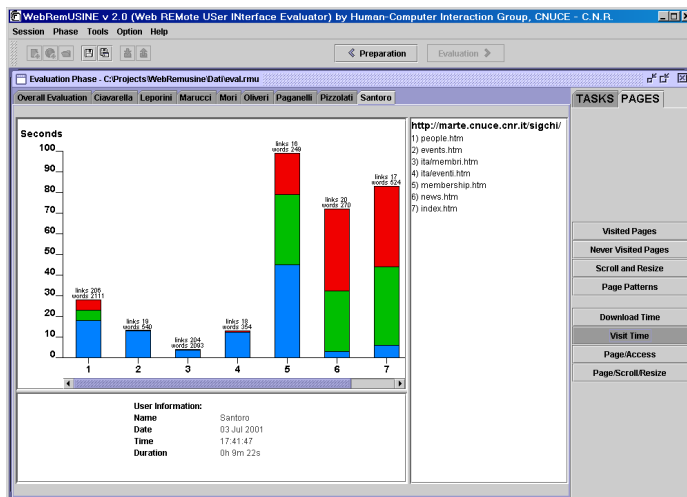 WebRemUSINE v 2.0 (Web REMote USer INterface Evaluator) by Human-Computer Interaction Group, CNUCE - C.N.R.
Session Phase Tools Option Help
Preparation
Evaluation
Evaluation Phase - C:\Projects\WebRemusine\Dati\eval.rmu
Overall Evaluation Ciavarella Leporini Marucci Mori Oliveri Paganelli Pizzolati Santoro
TASKS PAGES
Seconds
100
90
80
70
60
50
40
30
20
10
0
links 206
words 2111
links 19
words 540
links 204
words 2093
links 18
words 354
links 16
words 248
links 20
words 270
links 17
words 524
1 2 3 4 5 6 7
http://marte.cnuce.cnr.it/sigchi/
1) people.htm
2) events.htm
3) ita/membri.htm
4) ita/eventi.htm
5) membership.htm
6) news.htm
7) index.htm
Visited Pages
Never Visited Pages
Scroll and Resize
Page Patterns
Download Time
Visit Time
Page/Access
Page/Scroll/Resize
User Information:
Name Santoro
Date 03 Jul 2001
Time 17:41:47
Duration 0h 9m 22s